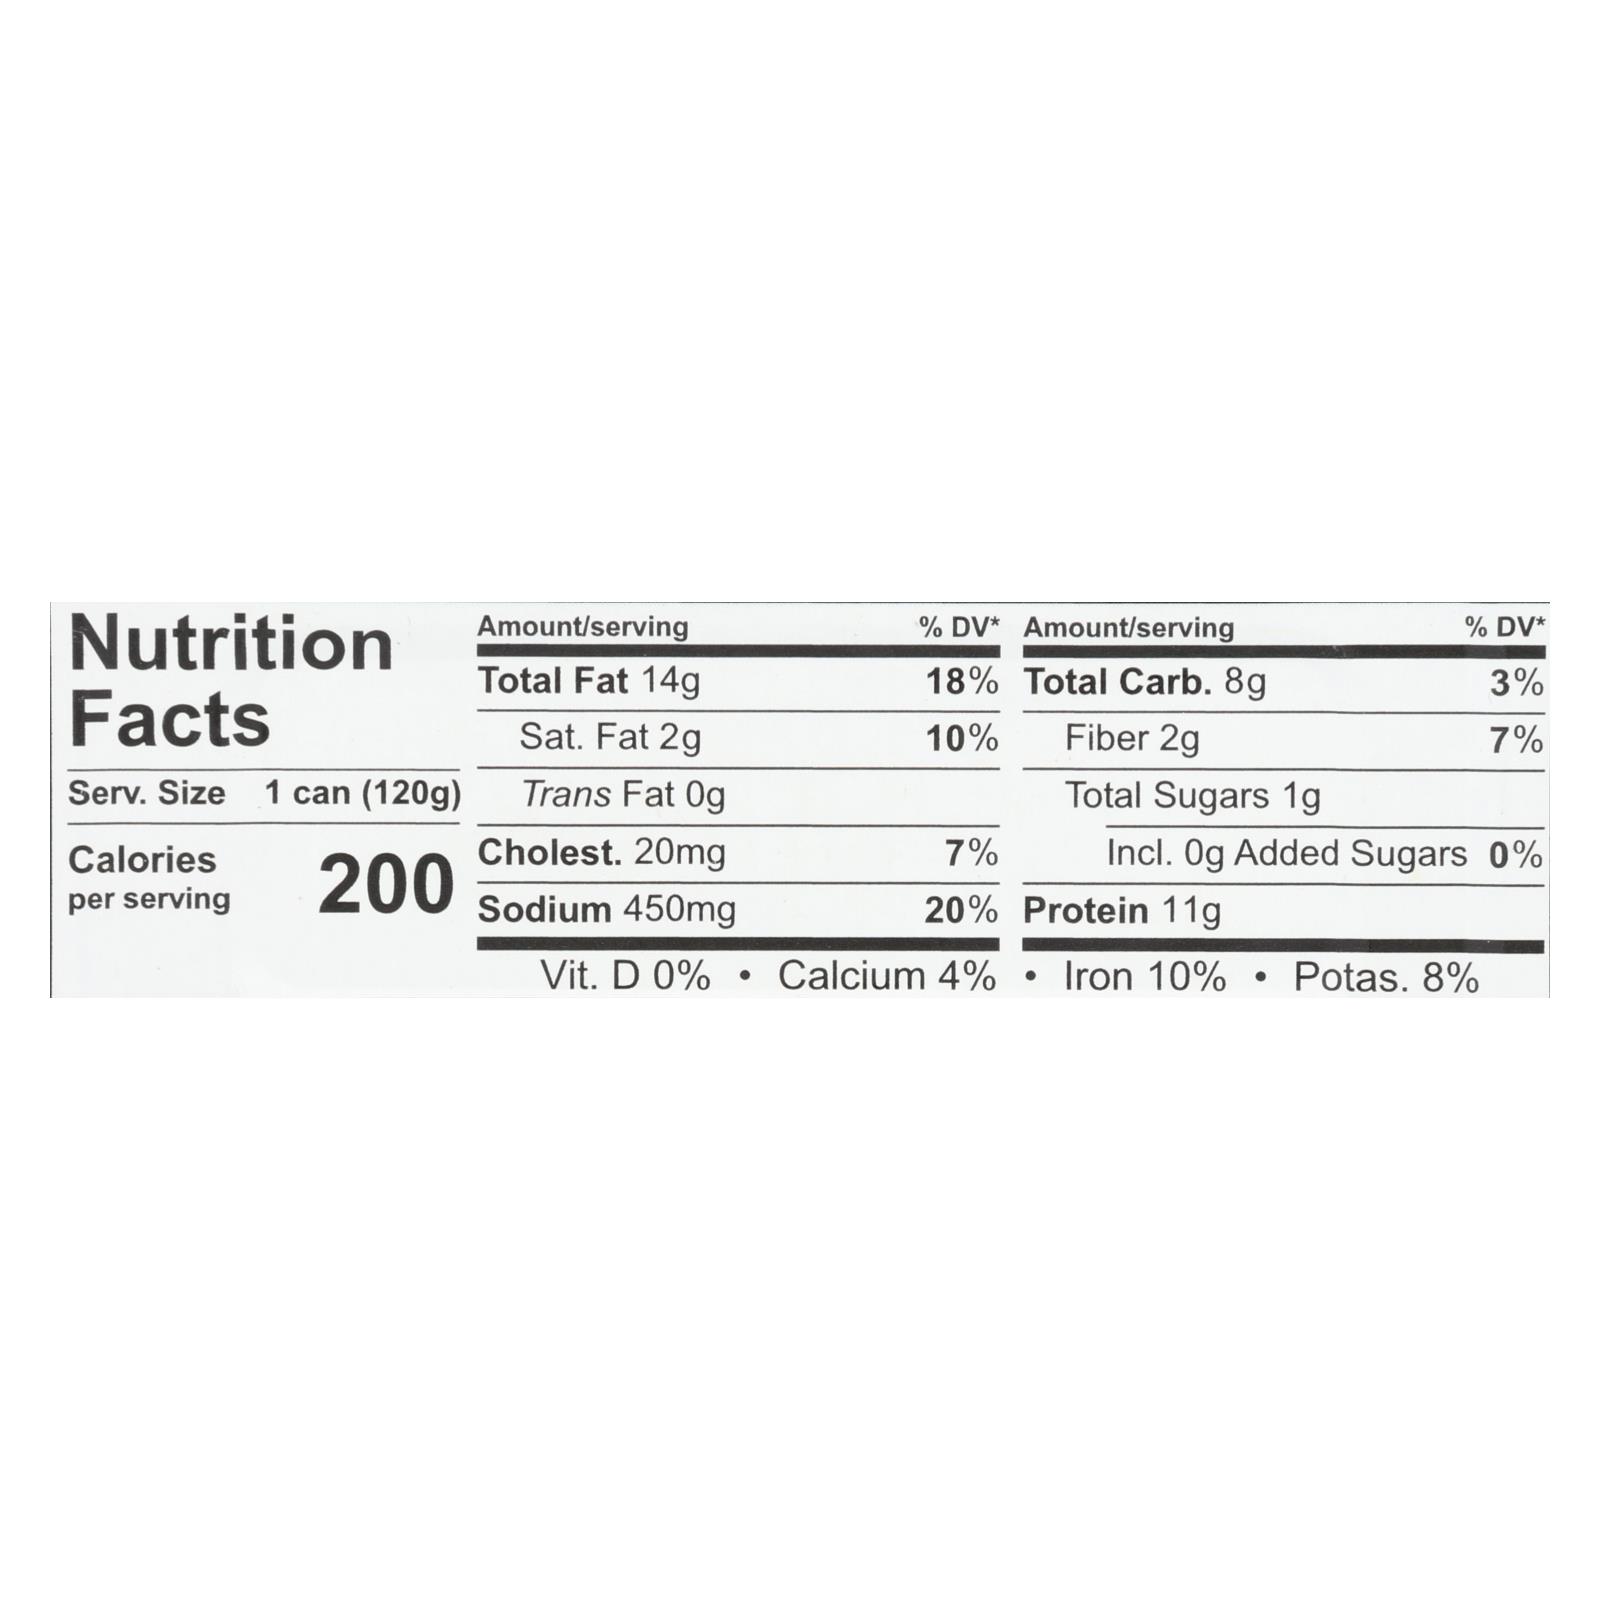 Nutrition
Facts
Serv. Size 1 can (120g)
Calories
per serving 200
Amount/serving % DV*
Total Fat 14g 18%
Sat. Fat 2g 10%
Trans Fat 0g
Cholest. 20mg 7%
Sodium 450mg 20%
Amount/serving % DV*
Total Carb. 8g 3%
Fiber 2g 7%
Total Sugars 1g
Incl. 0g Added Sugars 0%
Protein 11g
Vit. D 0% • Calcium 4% • Iron 10% • Potas. 8%